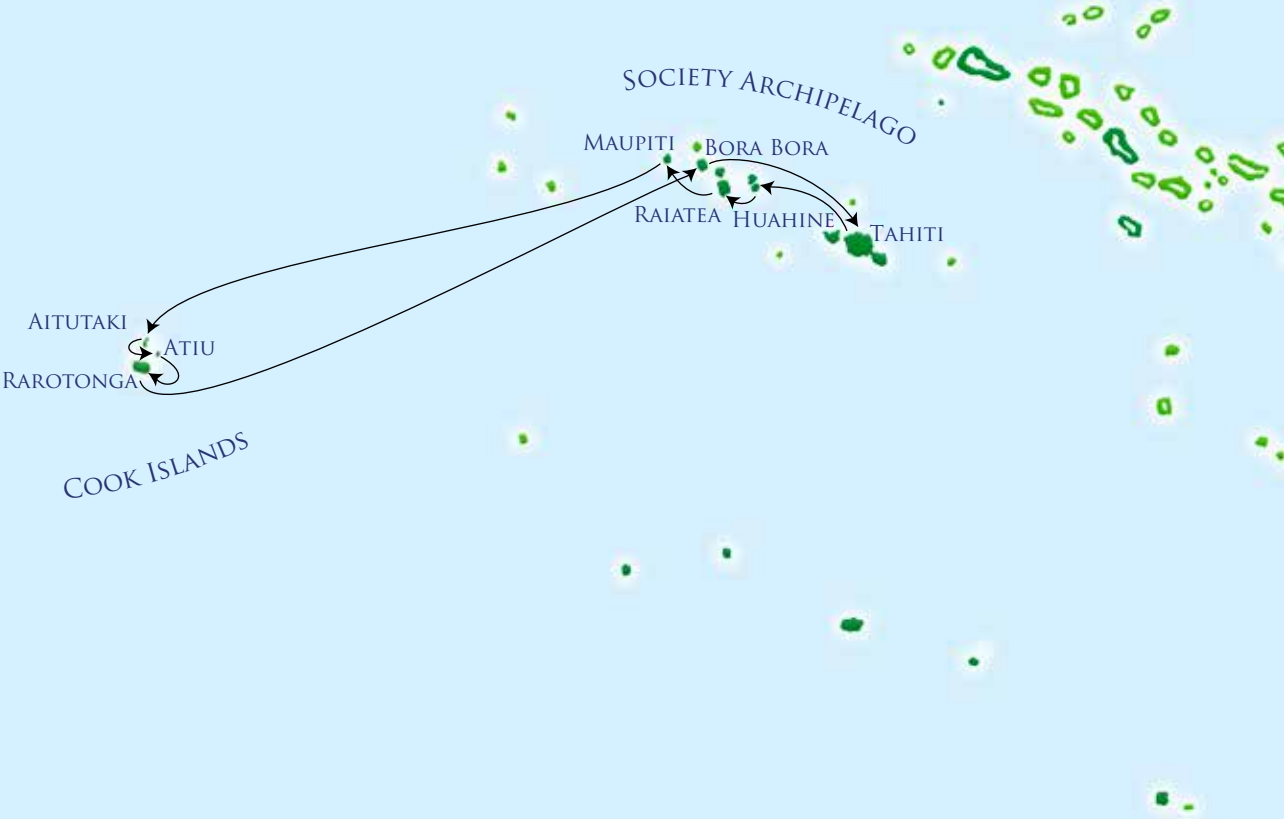 Society Archipelago
Maupiti
Bora Bora
Raiatea
Huahine
Tahiti
Aitutaki
Atiu
Rarotonga
Cook Islands